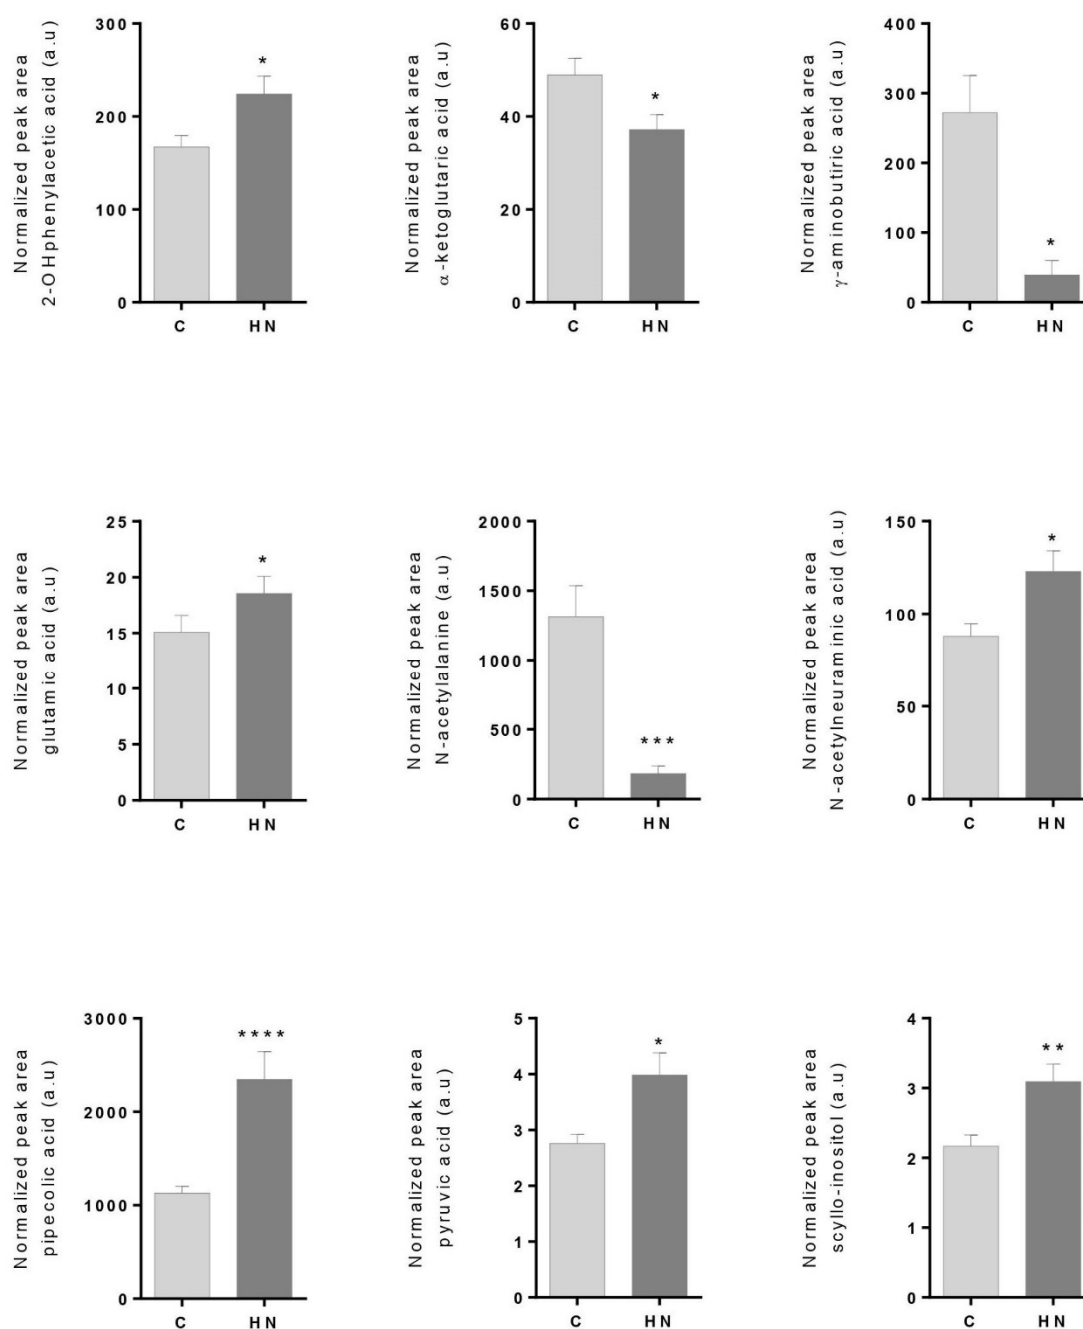 Normalized peak area
2-OHphenylacetic acid (a.u)
300
200
100
0
*
C
HN
Normalized peak area
α-ketoglutaric acid (a.u)
60
40
20
0
*
C
HN
Normalized peak area
γ-aminobutiric acid (a.u)
400
300
200
100
0
*
C
HN
Normalized peak area
glutamic acid (a.u)
25
20
15
10
5
0
*
C
HN
Normalized peak area
N-acetylalanine (a.u)
2000
1500
1000
500
0
***
C
HN
Normalized peak area
N-acetylneuraminic acid (a.u)
150
100
50
0
*
C
HN
Normalized peak area
pipecolic acid (a.u)
3000
2000
1000
0
****
C
HN
Normalized peak area
pyruvic acid (a.u)
5
4
3
2
1
0
*
C
HN
Normalized peak area
scyllo-inositol (a.u)
4
3
2
1
0
**
C
HN